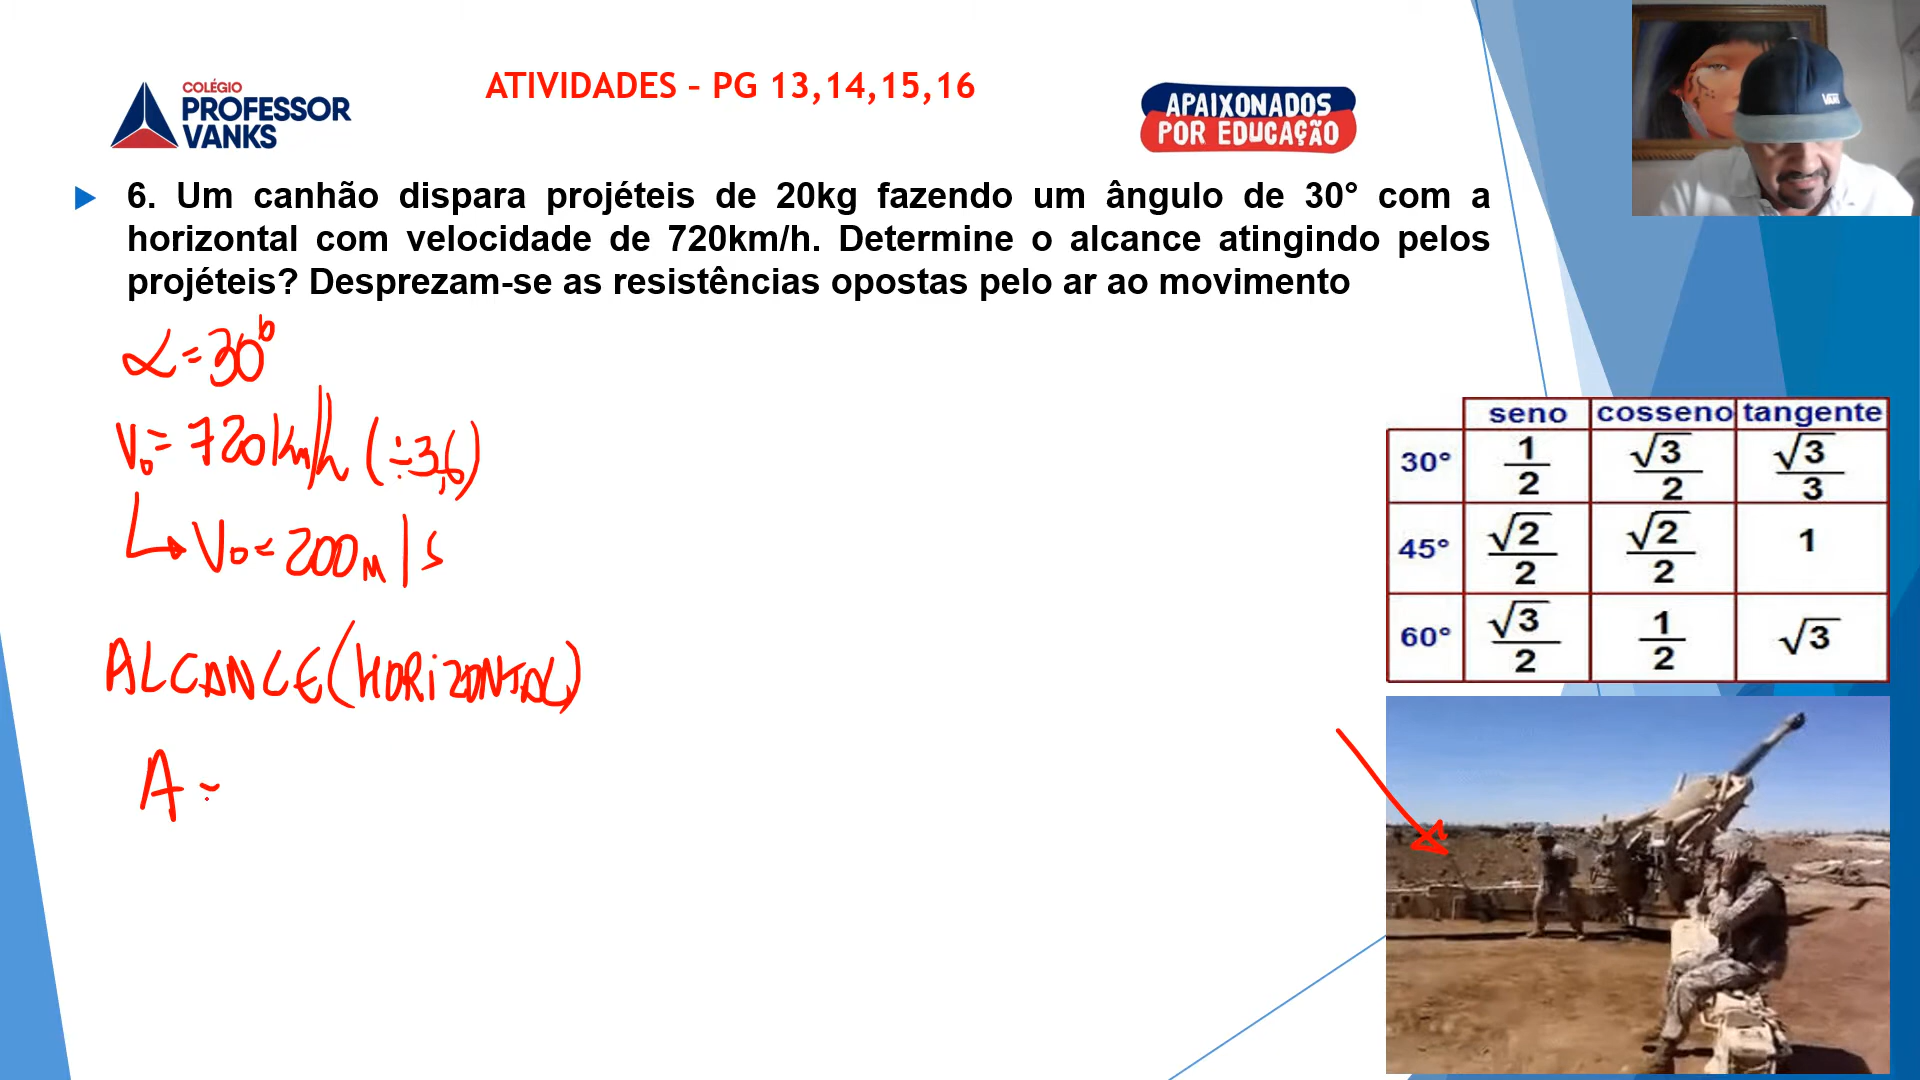 COLÉGIO
PROFESSOR
VANKS
ATIVIDADES – PG 13,14,15,16
APAIXONADOS
POR EDUCAÇÃO
6. Um canhão dispara projéteis de 20kg fazendo um ângulo de 30° com a
horizontal com velocidade de 720km/h. Determine o alcance atingindo pelos
projéteis? Desprezam-se as resistências opostas pelo ar ao movimento
α = 30°
V₀ = 720km/h (÷3,6)
↳ V₀ = 200m/s
ALCANCE (HORIZONTAL)
A =
seno cosseno tangente
30° 1/2 √3/2 √3/3
45° √2/2 √2/2 1
60° √3/2 1/2 √3